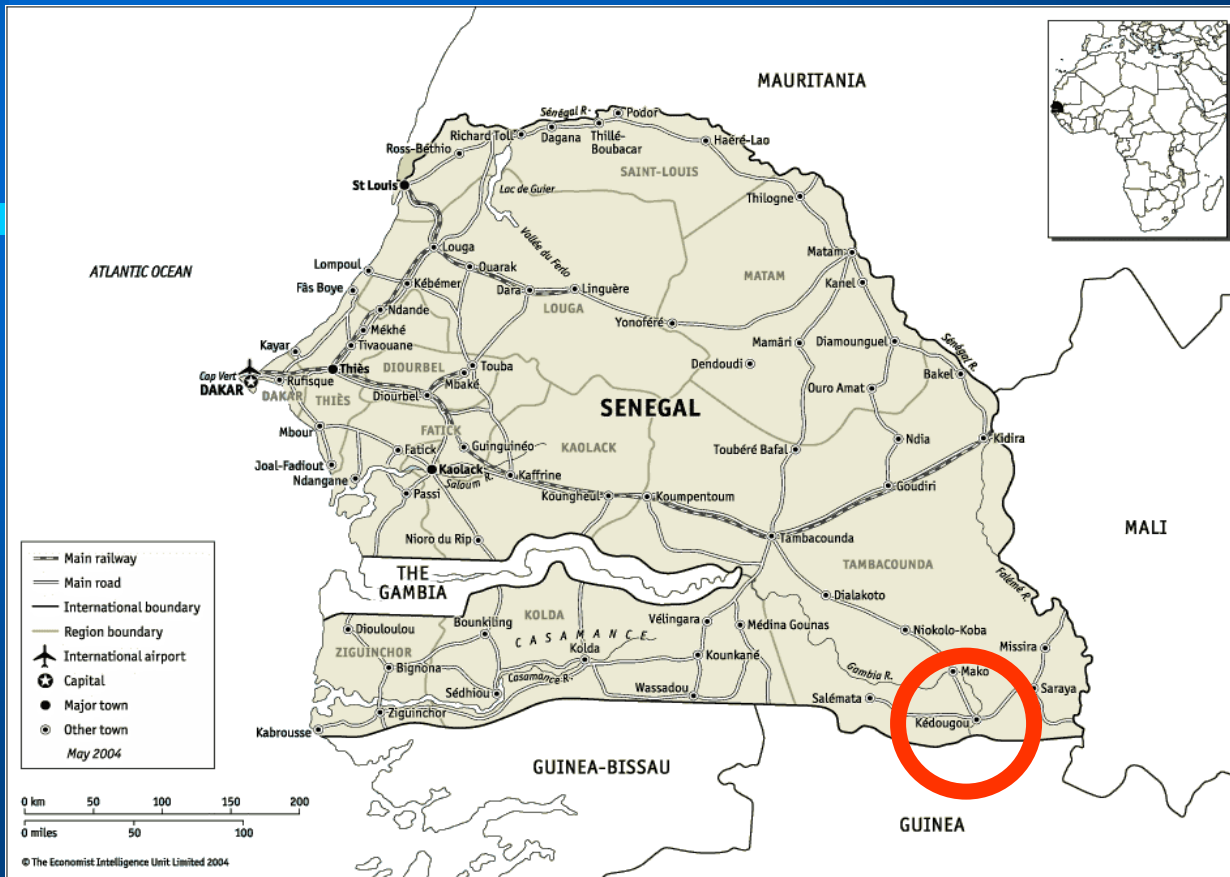 MAURITANIA
Sénégal R.
Podor
Richard Toll
Dagana
Thillé-
Boubacar
Haéré-Lao
Ross-Béthio
SAINT-LOUIS
St Louis
Lac de Guier
Thilogne
Vallée du Ferlo
Louga
Matam
ATLANTIC OCEAN
Lompoul
Ouarak
MATAM
Kanel
Fâs Boye
Kébémer
Dara
Linguère
LOUGA
Ndande
Yonoféré
Mékhé
Mamâri
Diamounguel
Sénégal R.
Kayar
Tivaouane
Cap Vert
DAKAR
Rufisque
Thiès
DIOURBEL
Touba
Mbaké
Dendoudi
Bakel
DAKAR
THIÈS
Diourbel
SENEGAL
Ouro Amat
Mbour
FATICK
Guinguinéo
KAOLACK
Fatick
Toubéré Bafal
Ndia
Kidira
Joal-Fadiout
Kaolack
Ndangane
Saloum R.
Kaffrine
Goudiri
Passi
Koungheul
Koumpentoum
MALI
Nioro du Rip
Tambacounda
THE
GAMBIA
TAMBACOUNDA
Falémé R.
Dialakoto
KOLDA
Diouloulou
Bounkiling
CASAMANCE
Vélingara
Médina Gounas
Niokolo-Koba
ZIGUINCHOR
Kolda
Missira
Bignona
Kounkané
Gambia R.
Mako
Casamance R.
Sédhiou
Wassadou
Salémata
Saraya
Ziguinchor
Kédougou
Kabrousse
GUINEA-BISSAU
GUINEA
Main railway
Main road
International boundary
Region boundary
International airport
Capital
Major town
Other town
May 2004
0 km 50 100 150 200
0 miles 50 100
© The Economist Intelligence Unit Limited 2004